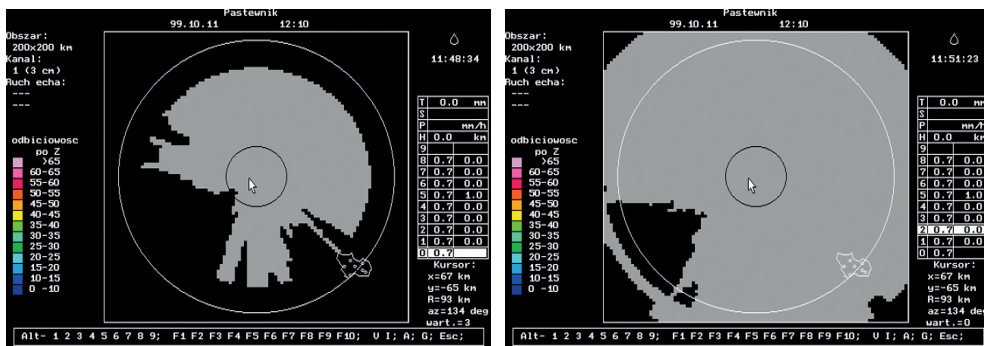 Pastewnik
99.10.11 12:10
Obszar:
200x200 km
Kanal:
1 (3 cm)
Ruch echa:
---
---
odbiciowosc
po Z
>65
60-65
55-60
50-55
45-50
40-45
35-40
30-35
25-30
20-25
15-20
10-15
0 -10
11:48:34
T 0.0 mm
S
P mm/h
H 0.0 km
9
8 0.7 0.0
7 0.7 0.0
6 0.7 0.0
5 0.7 1.0
4 0.7 0.0
3 0.7 0.0
2 0.7 0.0
1 0.7 0.0
0 0.7
Kursor:
x=67 km
y=-65 km
R=93 km
az=134 deg
wart.=3
Alt- 1 2 3 4 5 6 7 8 9; F1 F2 F3 F4 F5 F6 F7 F8 F9 F10; V I; A; G; Esc;
Pastewnik
99.10.11 12:10
Obszar:
200x200 km
Kanal:
1 (3 cm)
Ruch echa:
---
---
odbiciowosc
po Z
>65
60-65
55-60
50-55
45-50
40-45
35-40
30-35
25-30
20-25
15-20
10-15
0 -10
11:51:23
T 0.0 mm
S
P mm/h
H 0.0 km
9
8 0.7 0.0
7 0.7 0.0
6 0.7 0.0
5 0.7 1.0
4 0.7 0.0
3 0.7 0.0
2 0.7 0.0
1 0.7 0.0
0 0.7
Kursor:
x=67 km
y=-65 km
R=93 km
az=134 deg
wart.=0
Alt- 1 2 3 4 5 6 7 8 9; F1 F2 F3 F4 F5 F6 F7 F8 F9 F10; V I; A; G; Esc;